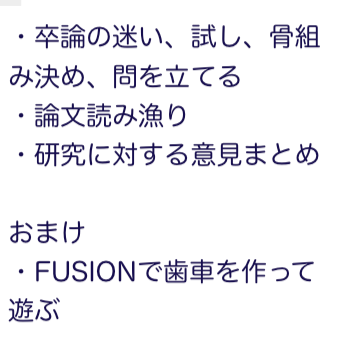 ・卒論の迷い、試し、骨組
み決め、問を立てる
・論文読み漁り
・研究に対する意見まとめ
おまけ
・FUSIONで歯車を作って
遊ぶ